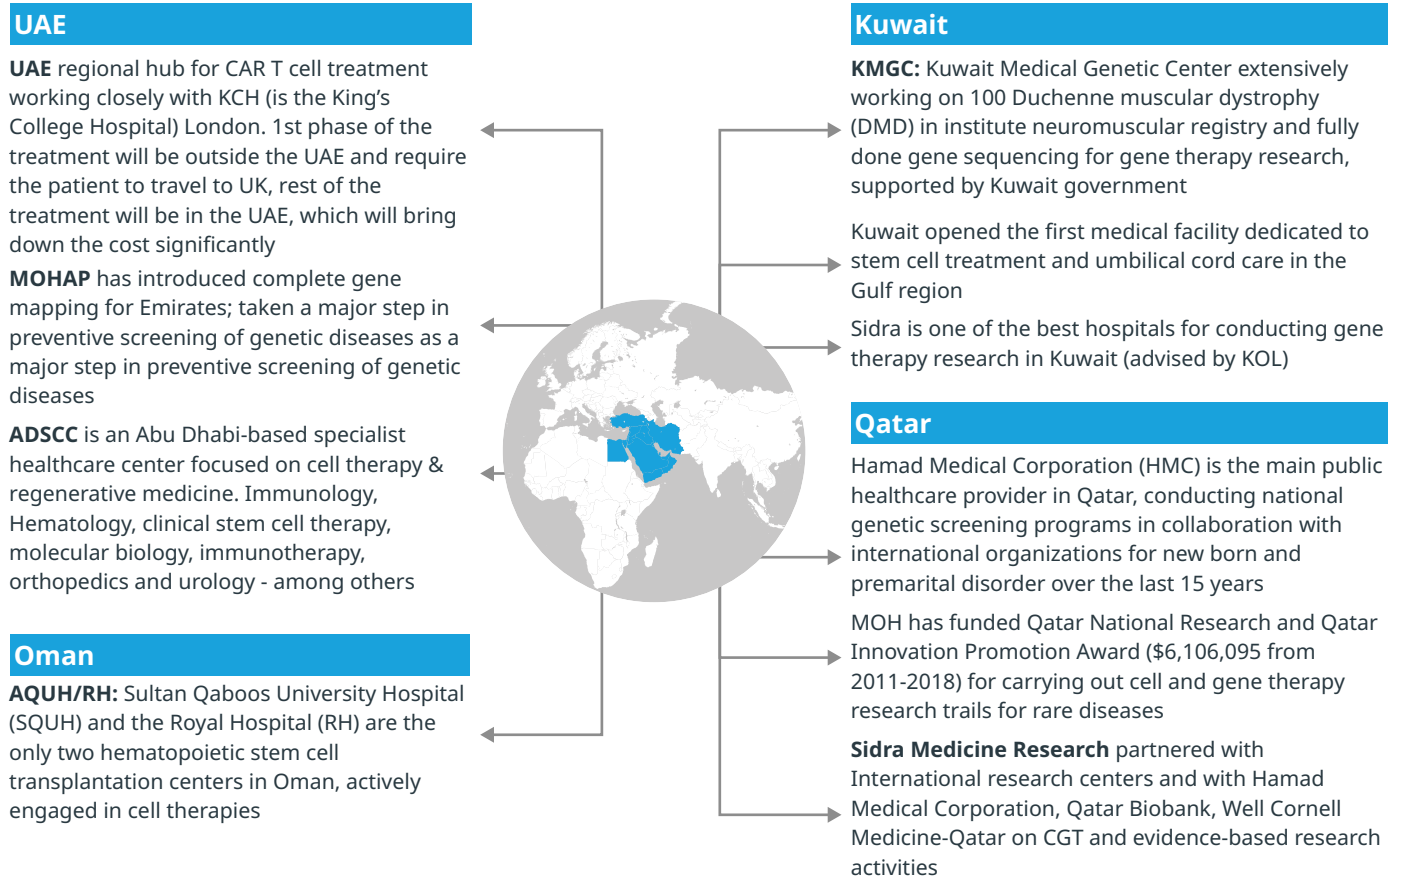 UAE
UAE regional hub for CAR T cell treatment
working closely with KCH (is the King’s
College Hospital) London. 1st phase of the
treatment will be outside the UAE and require
the patient to travel to UK, rest of the
treatment will be in the UAE, which will bring
down the cost significantly
MOHAP has introduced complete gene
mapping for Emirates; taken a major step in
preventive screening of genetic diseases as a
major step in preventive screening of genetic
diseases
ADSCC is an Abu Dhabi-based specialist
healthcare center focused on cell therapy &
regenerative medicine. Immunology,
Hematology, clinical stem cell therapy,
molecular biology, immunotherapy,
orthopedics and urology - among others
Oman
AQUH/RH: Sultan Qaboos University Hospital
(SQUH) and the Royal Hospital (RH) are the
only two hematopoietic stem cell
transplantation centers in Oman, actively
engaged in cell therapies
Kuwait
KMGC: Kuwait Medical Genetic Center extensively
working on 100 Duchenne muscular dystrophy
(DMD) in institute neuromuscular registry and fully
done gene sequencing for gene therapy research,
supported by Kuwait government
Kuwait opened the first medical facility dedicated to
stem cell treatment and umbilical cord care in the
Gulf region
Sidra is one of the best hospitals for conducting gene
therapy research in Kuwait (advised by KOL)
Qatar
Hamad Medical Corporation (HMC) is the main public
healthcare provider in Qatar, conducting national
genetic screening programs in collaboration with
international organizations for new born and
premarital disorder over the last 15 years
MOH has funded Qatar National Research and Qatar
Innovation Promotion Award ($6,106,095 from
2011-2018) for carrying out cell and gene therapy
research trails for rare diseases
Sidra Medicine Research partnered with
International research centers and with Hamad
Medical Corporation, Qatar Biobank, Well Cornell
Medicine-Qatar on CGT and evidence-based research
activities